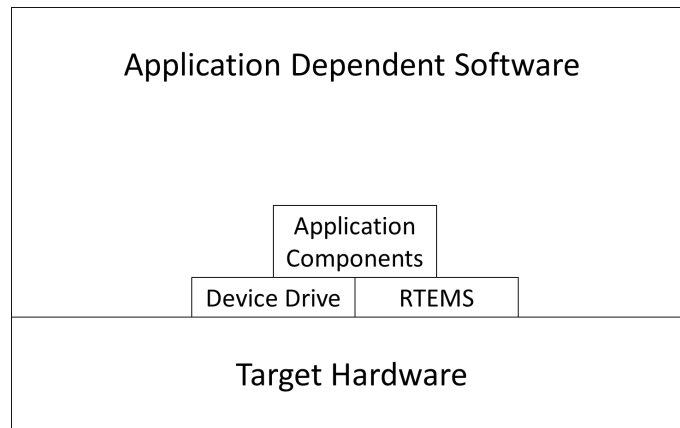 Application Dependent Software
Application
Components
Device Drive
RTEMS
Target Hardware